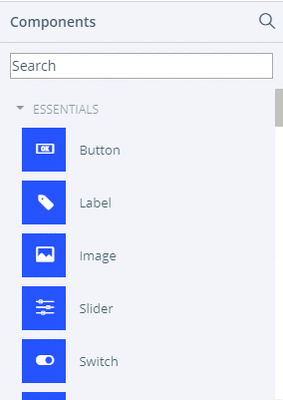 Components
Search
ESSENTIALS
OK
Button
Label
Image
Slider
Switch